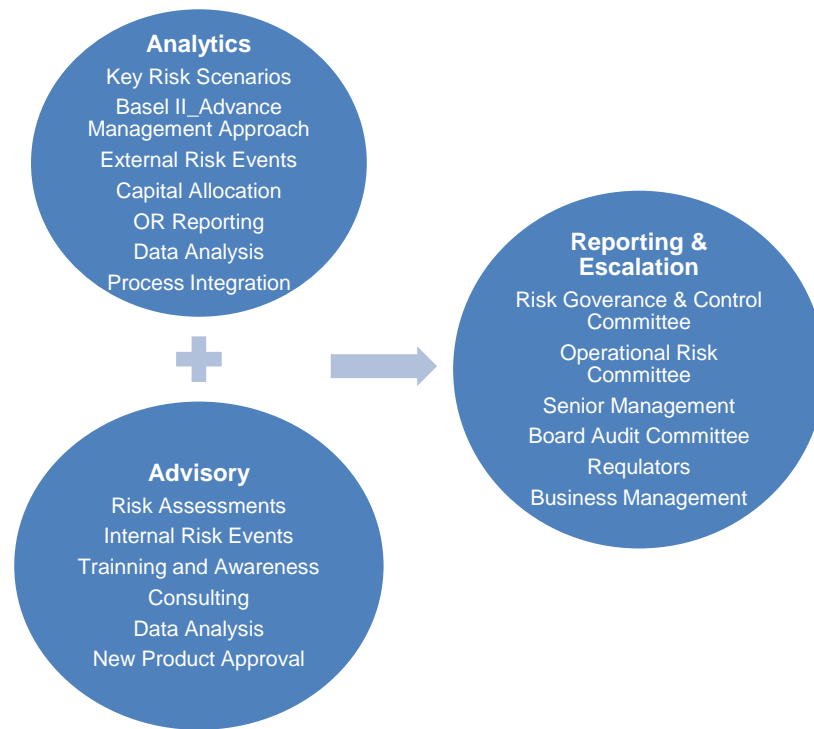 Analytics
Key Risk Scenarios
Basel II_Advance
Management Approach
External Risk Events
Capital Allocation
OR Reporting
Data Analysis
Process Integration
Advisory
Risk Assessments
Internal Risk Events
Trainning and Awareness
Consulting
Data Analysis
New Product Approval
Reporting &
Escalation
Risk Goverance & Control
Committee
Operational Risk
Committee
Senior Management
Board Audit Committee
Requlators
Business Management